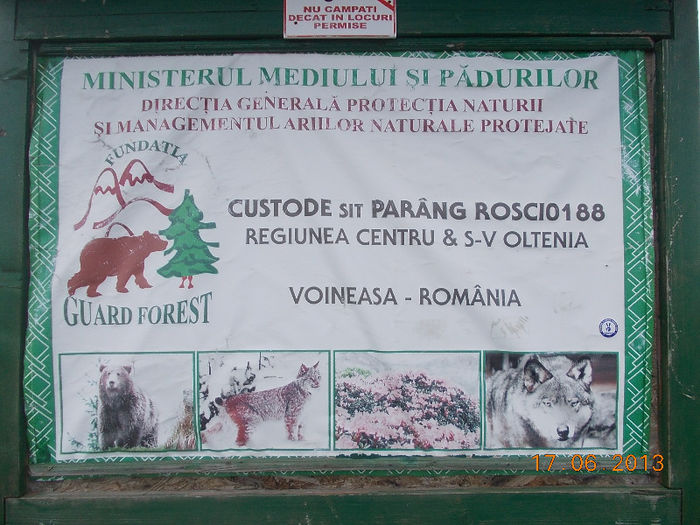 NU CAMPATI
DECAT IN LOCURI
PERMISE
MINISTERUL MEDIULUI ȘI PĂDURILOR
DIRECȚIA GENERALĂ PROTECȚIA NATURII
ȘI MANAGEMENTUL ARIILOR NATURALE PROTEJATE
FUNDATIA
GUARD FOREST
CUSTODE SIT PARÂNG ROSCI0188
REGIUNEA CENTRU & S-V OLTENIA
VOINEASA - ROMÂNIA
17.06.2013